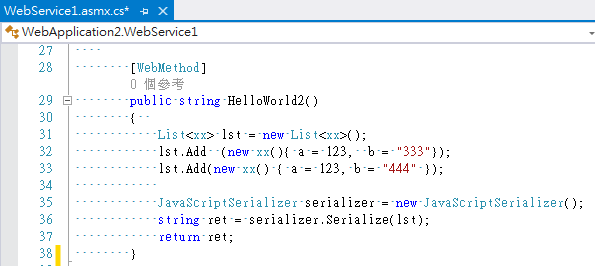 WebService1.asmx.cs*
WebApplication2.WebService1
27
28 [WebMethod]
0 個參考
29 public string HelloWorld2()
30 {
31 List<xx> lst = new List<xx>();
32 lst.Add  (new xx(){ a = 123,  b = "333"});
33 lst.Add(new xx() { a = 123, b = "444" });
34
35 JavaScriptSerializer serializer = new JavaScriptSerializer();
36 string ret = serializer.Serialize(lst);
37 return ret;
38 }